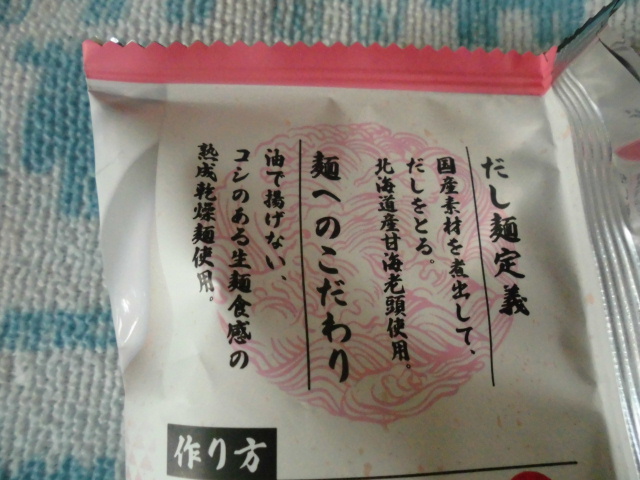 だし麺定義
国産素材を煮出して、
だしをとる。
北海道産甘海老頭使用。
麺へのこだわり
油で揚げない、
コシのある生麺食感の
熟成乾燥麺使用。
作り方